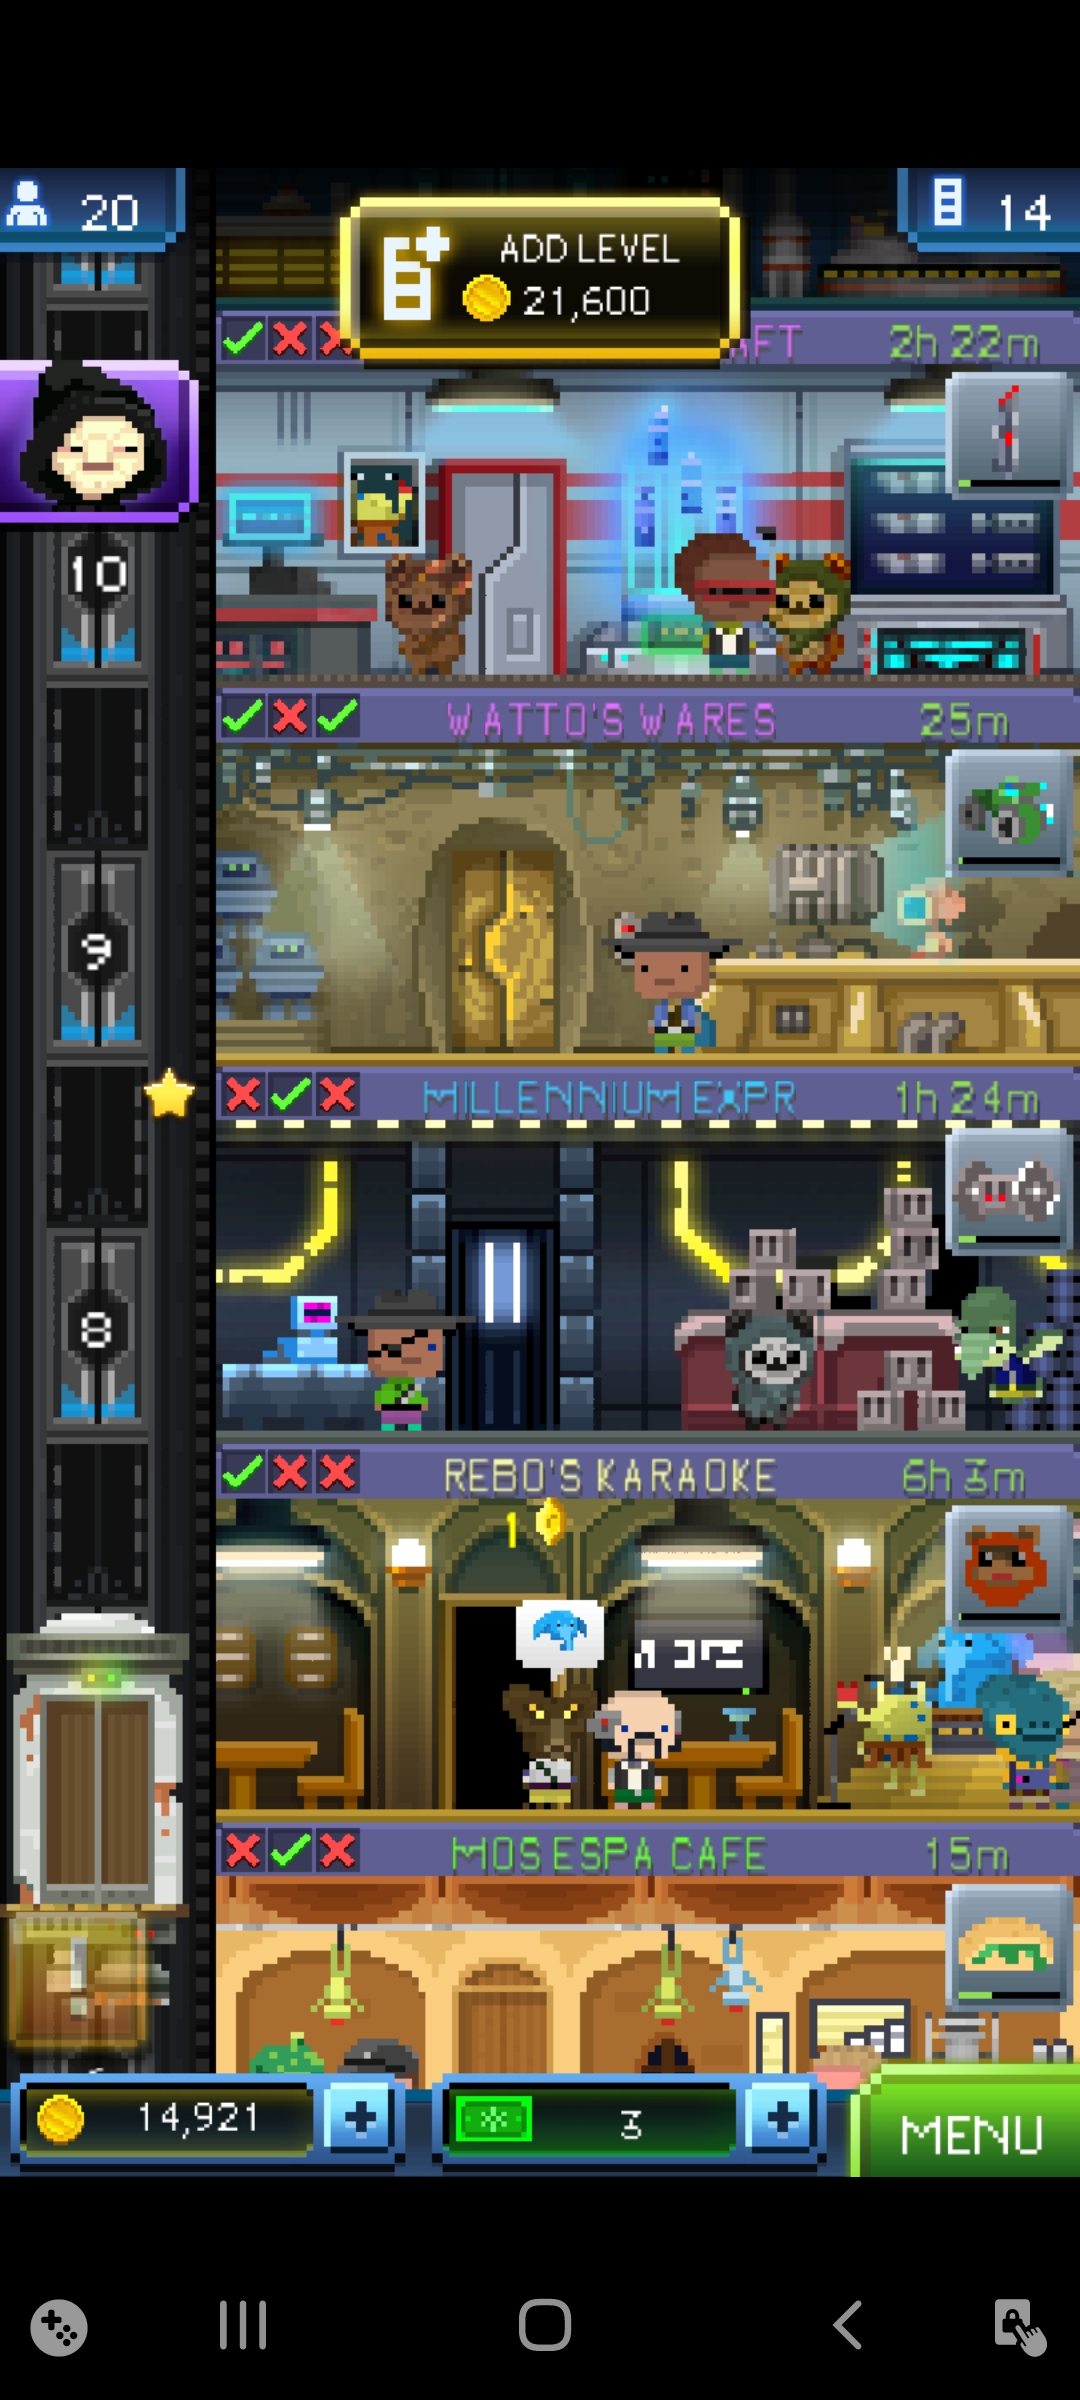 20
ADD LEVEL
21,600
14
2h 22m
10
WATTO'S WARES
25m
9
MILLENNIUM EXPR
1h 24m
8
REBO'S KARAOKE
6h 3m
1
MOS ESPA CAFE
15m
14,921
3
MENU